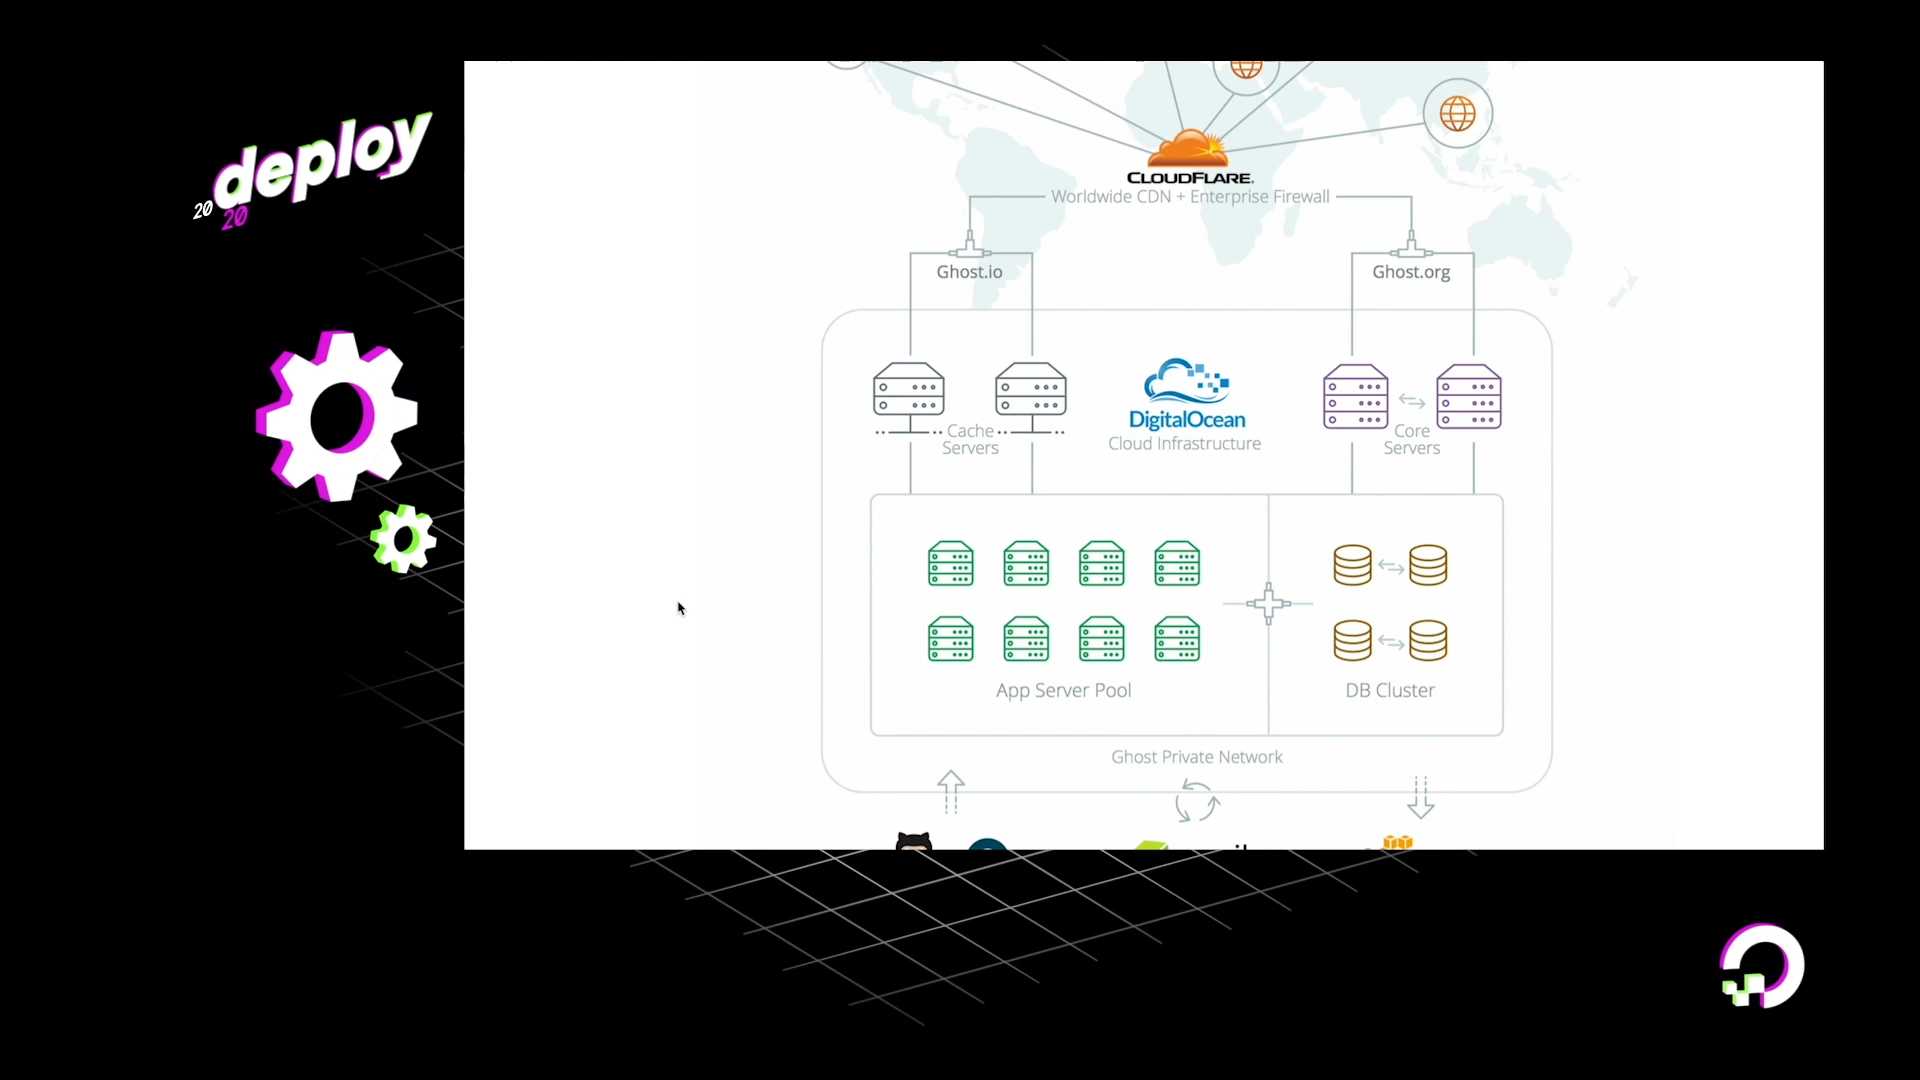 deploy
20
20
CLOUDFLARE.
Worldwide CDN + Enterprise Firewall
Ghost.io
Ghost.org
DigitalOcean
Cloud Infrastructure
Cache
Servers
Core
Servers
App Server Pool
DB Cluster
Ghost Private Network